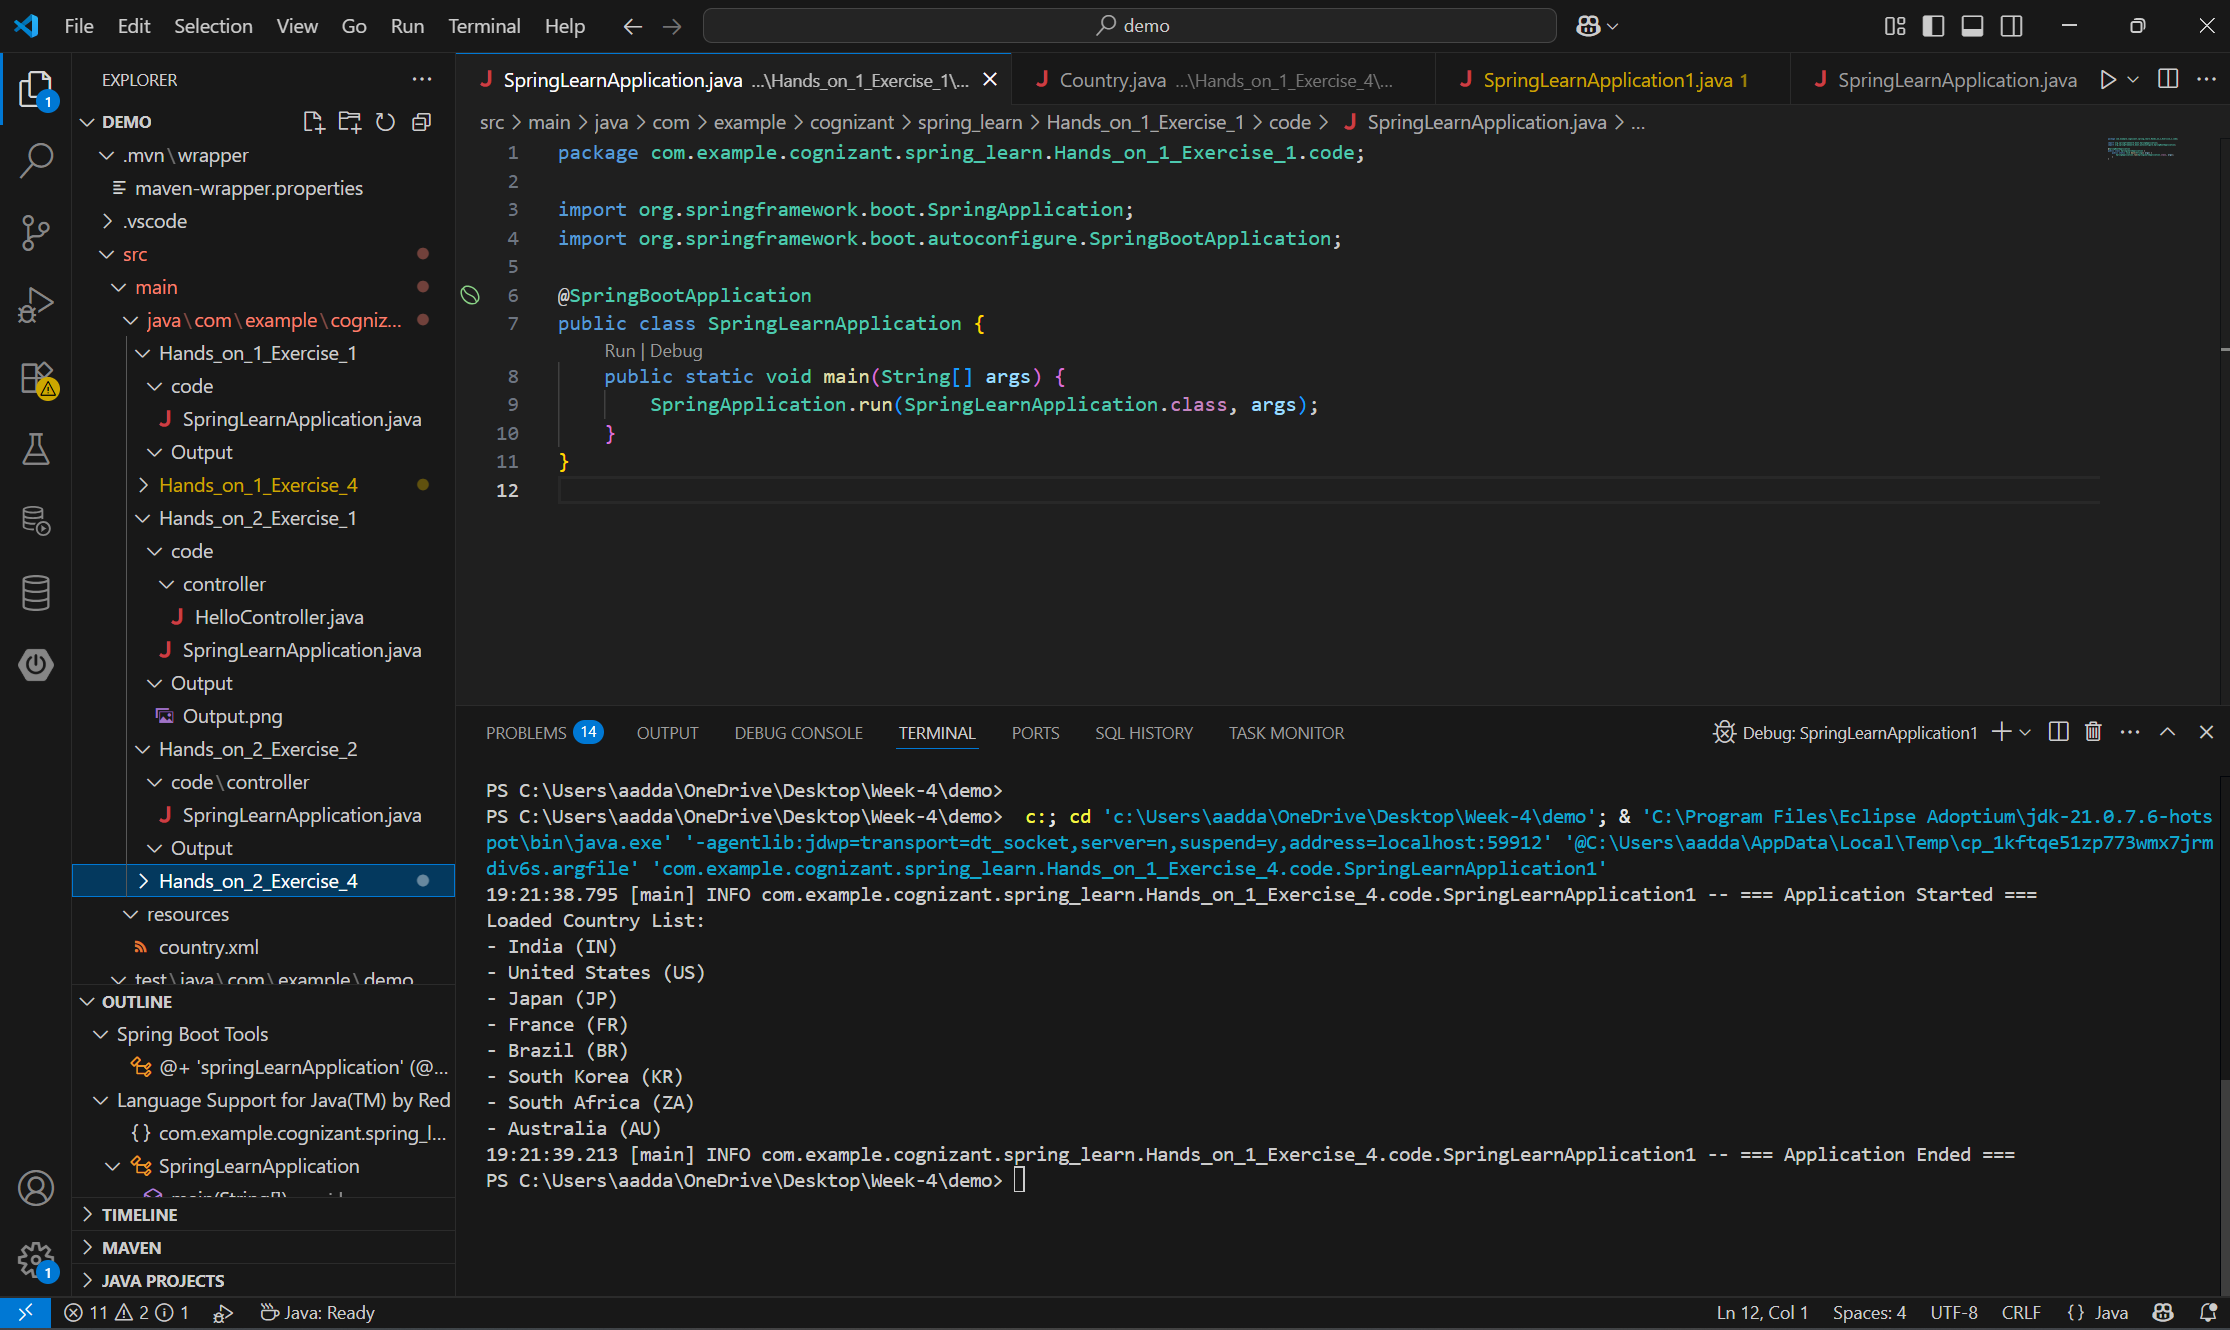 File Edit Selection View Go Run Terminal Help demo
EXPLORER
DEMO
.mvn\wrapper
maven-wrapper.properties
.vscode
src
main
java\com\example\cogniz...
Hands_on_1_Exercise_1
code
SpringLearnApplication.java
Output
Hands_on_1_Exercise_4
Hands_on_2_Exercise_1
code
controller
HelloController.java
SpringLearnApplication.java
Output
Output.png
Hands_on_2_Exercise_2
code\controller
SpringLearnApplication.java
Output
Hands_on_2_Exercise_4
resources
country.xml
test\java\com\example\demo
OUTLINE
Spring Boot Tools
@+ 'springLearnApplication' (@...
Language Support for Java(TM) by Red
{} com.example.cognizant.spring_l...
SpringLearnApplication
TIMELINE
MAVEN
JAVA PROJECTS
SpringLearnApplication.java ...\Hands_on_1_Exercise_1\... Country.java ...\Hands_on_1_Exercise_4\... SpringLearnApplication1.java 1 SpringLearnApplication.java
src > main > java > com > example > cognizant > spring_learn > Hands_on_1_Exercise_1 > code > SpringLearnApplication.java > ...
1 package com.example.cognizant.spring_learn.Hands_on_1_Exercise_1.code;
2
3 import org.springframework.boot.SpringApplication;
4 import org.springframework.boot.autoconfigure.SpringBootApplication;
5
6 @SpringBootApplication
7 public class SpringLearnApplication {
Run | Debug
8 public static void main(String[] args) {
9 SpringApplication.run(SpringLearnApplication.class, args);
10 }
11 }
12
PROBLEMS 14 OUTPUT DEBUG CONSOLE TERMINAL PORTS SQL HISTORY TASK MONITOR Debug: SpringLearnApplication1
PS C:\Users\aadda\OneDrive\Desktop\Week-4\demo>
PS C:\Users\aadda\OneDrive\Desktop\Week-4\demo> c:; cd 'c:\Users\aadda\OneDrive\Desktop\Week-4\demo'; & 'C:\Program Files\Eclipse Adoptium\jdk-21.0.7.6-hots
pot\bin\java.exe' '-agentlib:jdwp=transport=dt_socket,server=n,suspend=y,address=localhost:59912' '@C:\Users\aadda\AppData\Local\Temp\cp_1kftqe51zp773wmx7jrm
div6s.argfile' 'com.example.cognizant.spring_learn.Hands_on_1_Exercise_4.code.SpringLearnApplication1'
19:21:38.795 [main] INFO com.example.cognizant.spring_learn.Hands_on_1_Exercise_4.code.SpringLearnApplication1 -- === Application Started ===
Loaded Country List:
- India (IN)
- United States (US)
- Japan (JP)
- France (FR)
- Brazil (BR)
- South Korea (KR)
- South Africa (ZA)
- Australia (AU)
19:21:39.213 [main] INFO com.example.cognizant.spring_learn.Hands_on_1_Exercise_4.code.SpringLearnApplication1 -- === Application Ended ===
PS C:\Users\aadda\OneDrive\Desktop\Week-4\demo>
11 2 1 Java: Ready Ln 12, Col 1 Spaces: 4 UTF-8 CRLF {} Java